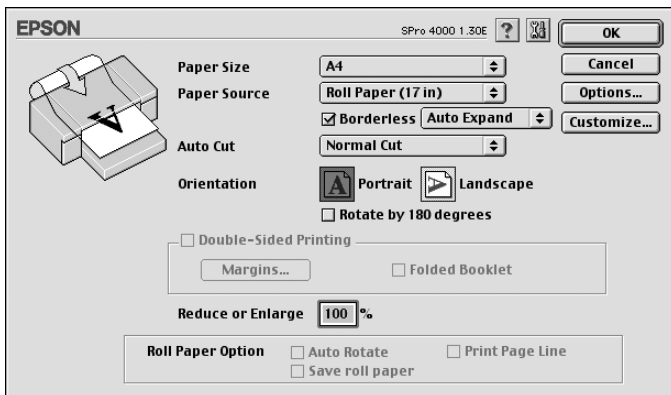 EPSON
SPro 4000 1.30E ?
OK
Paper Size A4
Cancel
Paper Source Roll Paper (17 in)
Options...
Borderless Auto Expand
Customize...
Auto Cut Normal Cut
Orientation A Portrait A Landscape
Rotate by 180 degrees
Double-Sided Printing
Margins... Folded Booklet
Reduce or Enlarge 100 %
Roll Paper Option Auto Rotate Print Page Line
Save roll paper
A